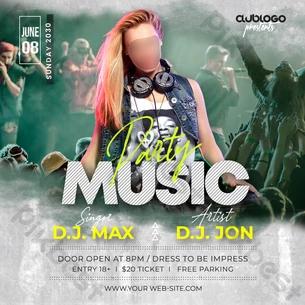 JUNE
08
SUNDAY 2030
CLUBLOGO
presents
Party
MUSIC
Singer
D.J. MAX
Artist
D.J. JON
DOOR OPEN AT 8PM / DRESS TO BE IMPRESS
ENTRY 18+ I $20 TICKET I FREE PARKING
WWW.YOUR WEB-SITE.COM